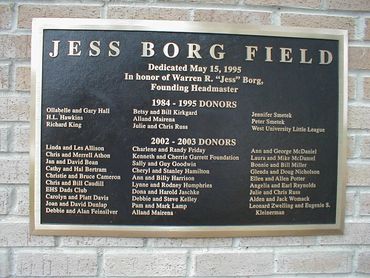 JESS BORG FIELD
Dedicated May 15, 1995
In honor of Warren R. "Jess" Borg,
Founding Headmaster
1984 - 1995 DONORS
Ollabelle and Gary Hall
H.L. Hawkins
Richard King
Betsy and Bill Kirkgard
Alland Mairena
Julie and Chris Russ
Jennifer Smetek
Peter Smetek
West University Little League
2002 - 2003 DONORS
Linda and Les Allison
Chris and Merrell Athon
Jan and David Bean
Cathy and Hal Bertram
Christie and Bruce Cameron
Chris and Bill Caudill
EHS Dads Club
Carolyn and Platt Davis
Joan and David Dunlap
Debbie and Alan Feinsilver
Charlene and Randy Friday
Kenneth and Cherrie Garrett Foundation
Sally and Guy Goodwin
Cheryl and Stanley Hamilton
Ann and Billy Harrison
Lynne and Rodney Humphries
Dona and Harold Jaschke
Debbie and Steve Kelley
Pam and Mark Lamp
Alland Mairena
Ann and George McDaniel
Laura and Mike McDaniel
Bonnie and Bill Miller
Glenda and Doug Nicholson
Ellen and Allen Potter
Angelia and Earl Reynolds
Julie and Chris Russ
Alden and Jack Womack
Leonard Zwelling and Eugenie S.
Kleinerman